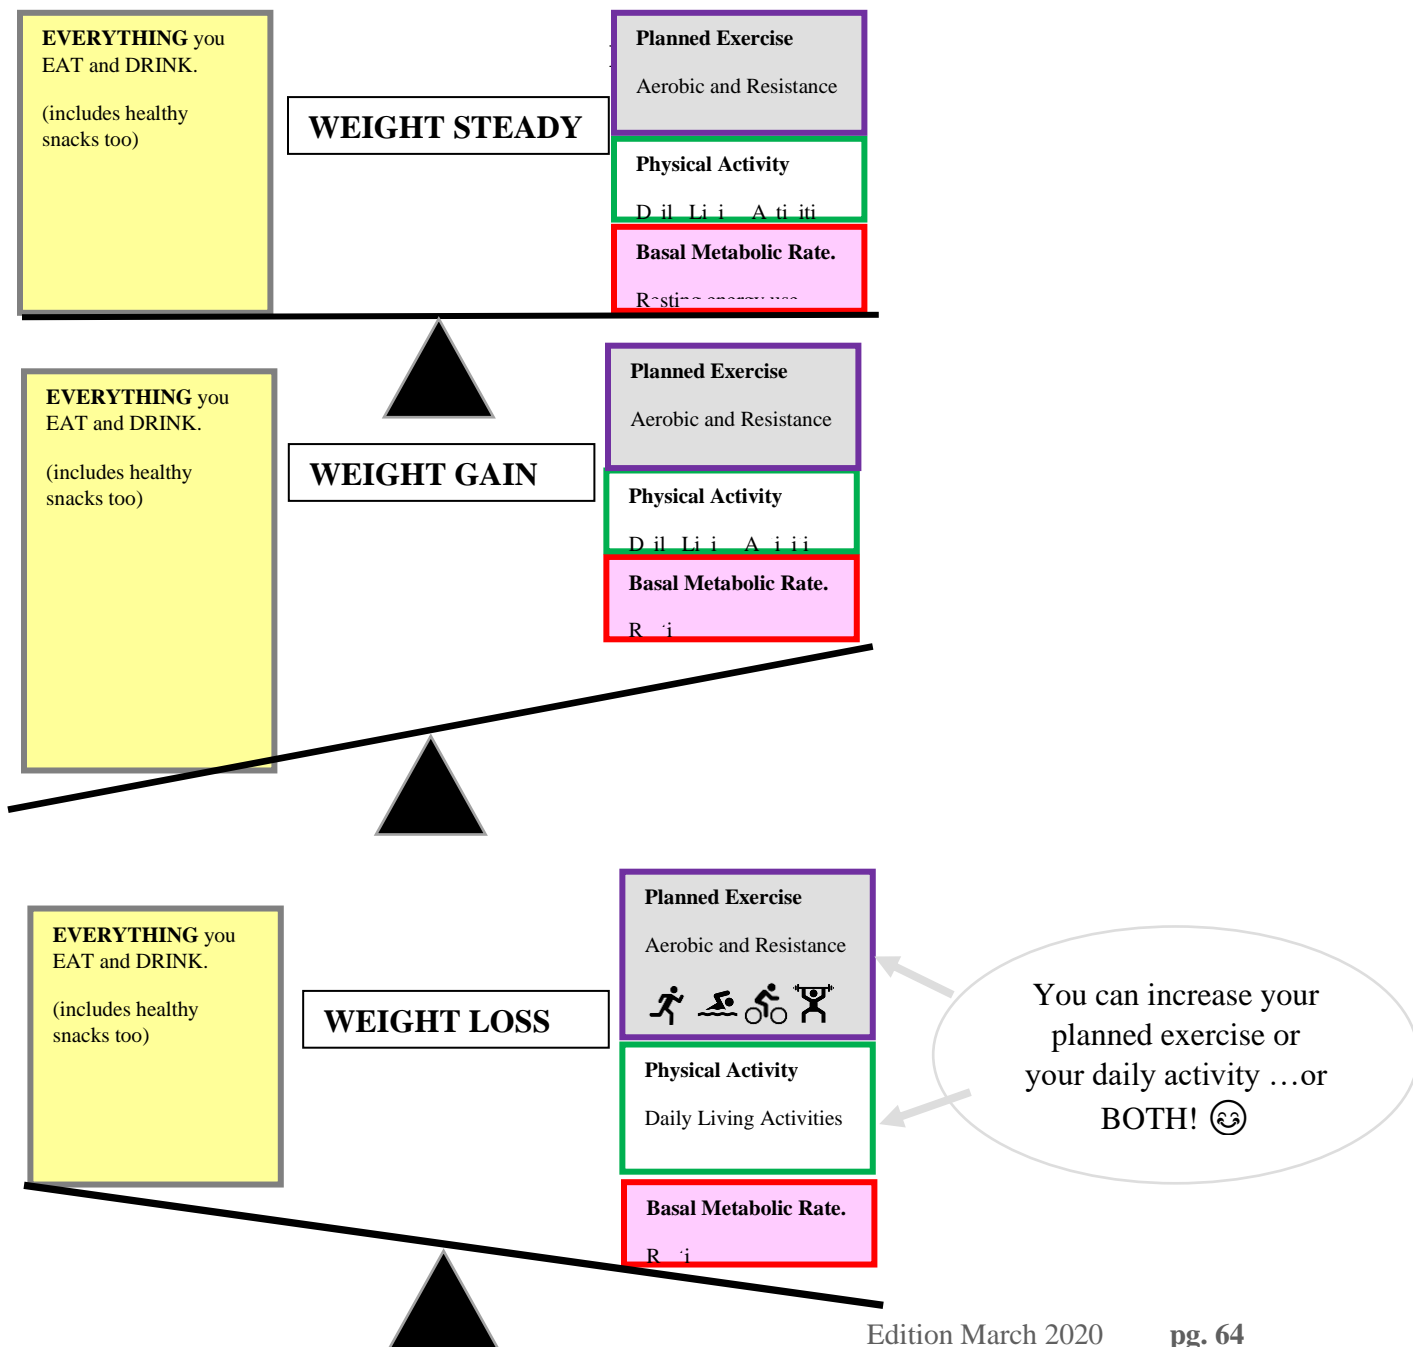 EVERYTHING you
EAT and DRINK.
(includes healthy
snacks too)
WEIGHT STEADY
Planned Exercise
Aerobic and Resistance
Physical Activity
Basal Metabolic Rate.
Resting energy use
EVERYTHING you
EAT and DRINK.
(includes healthy
snacks too)
WEIGHT GAIN
Planned Exercise
Aerobic and Resistance
Physical Activity
Basal Metabolic Rate.
EVERYTHING you
EAT and DRINK.
(includes healthy
snacks too)
WEIGHT LOSS
Planned Exercise
Aerobic and Resistance
Physical Activity
Daily Living Activities
Basal Metabolic Rate.
You can increase your
planned exercise or
your daily activity …or
BOTH! 😊
Edition March 2020 pg. 64